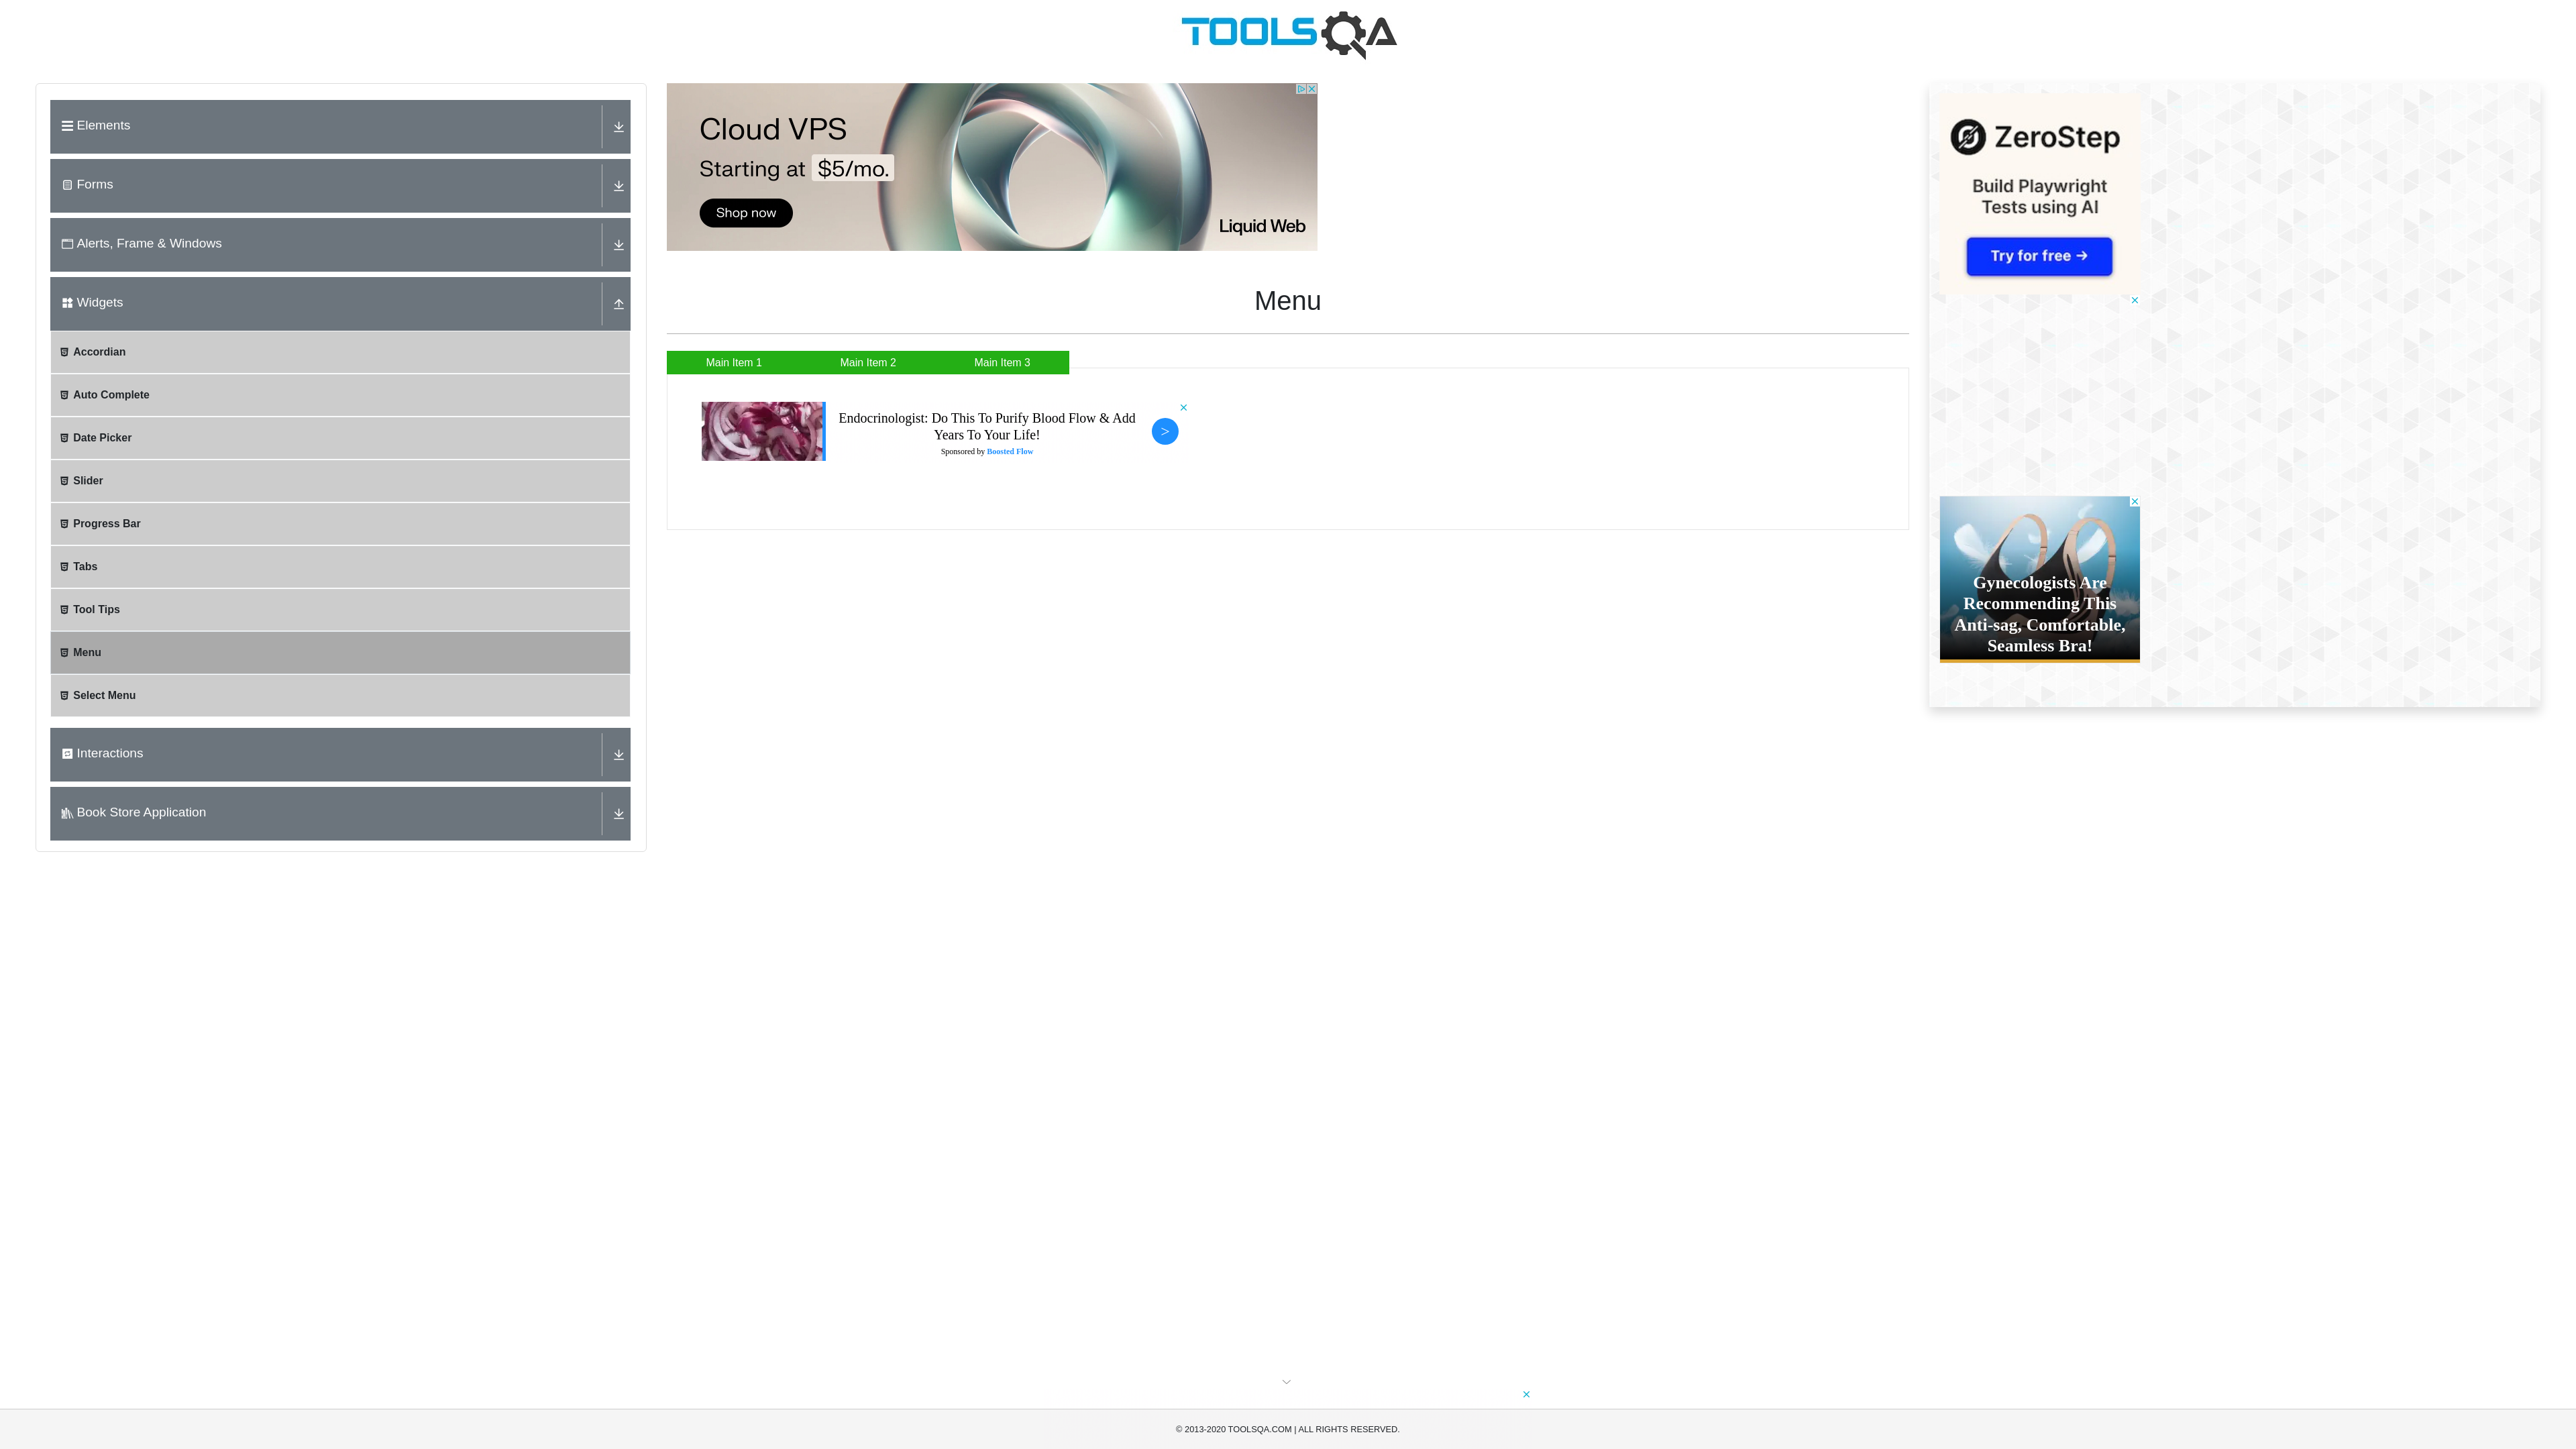 TOOLSQA
Elements
Forms
Alerts, Frame & Windows
Widgets
Accordian
Auto Complete
Date Picker
Slider
Progress Bar
Tabs
Tool Tips
Menu
Select Menu
Interactions
Book Store Application
Cloud VPS
Starting at $5/mo.
Shop now
Liquid Web
Menu
Main Item 1
Main Item 2
Main Item 3
Endocrinologist: Do This To Purify Blood Flow & Add
Years To Your Life!
Sponsored by Boosted Flow
>
ZeroStep
Build Playwright
Tests using AI
Try for free →
Gynecologists Are
Recommending This
Anti-sag, Comfortable,
Seamless Bra!
© 2013-2020 TOOLSQA.COM | ALL RIGHTS RESERVED.